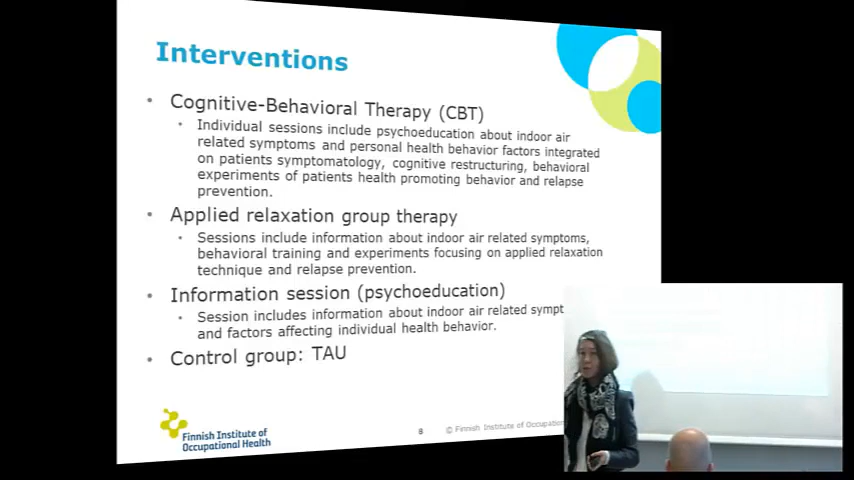 Interventions
• Cognitive-Behavioral Therapy (CBT)
• Individual sessions include psychoeducation about indoor air
related symptoms and personal health behavior factors integrated
on patients symptomatology, cognitive restructuring, behavioral
experiments of patients health promoting behavior and relapse
prevention.
• Applied relaxation group therapy
• Sessions include information about indoor air related symptoms,
behavioral training and experiments focusing on applied relaxation
technique and relapse prevention.
• Information session (psychoeducation)
• Session includes information about indoor air related sympt
and factors affecting individual health behavior.
• Control group: TAU
Finnish Institute of
Occupational Health
8
© Finnish Institute of Occupation